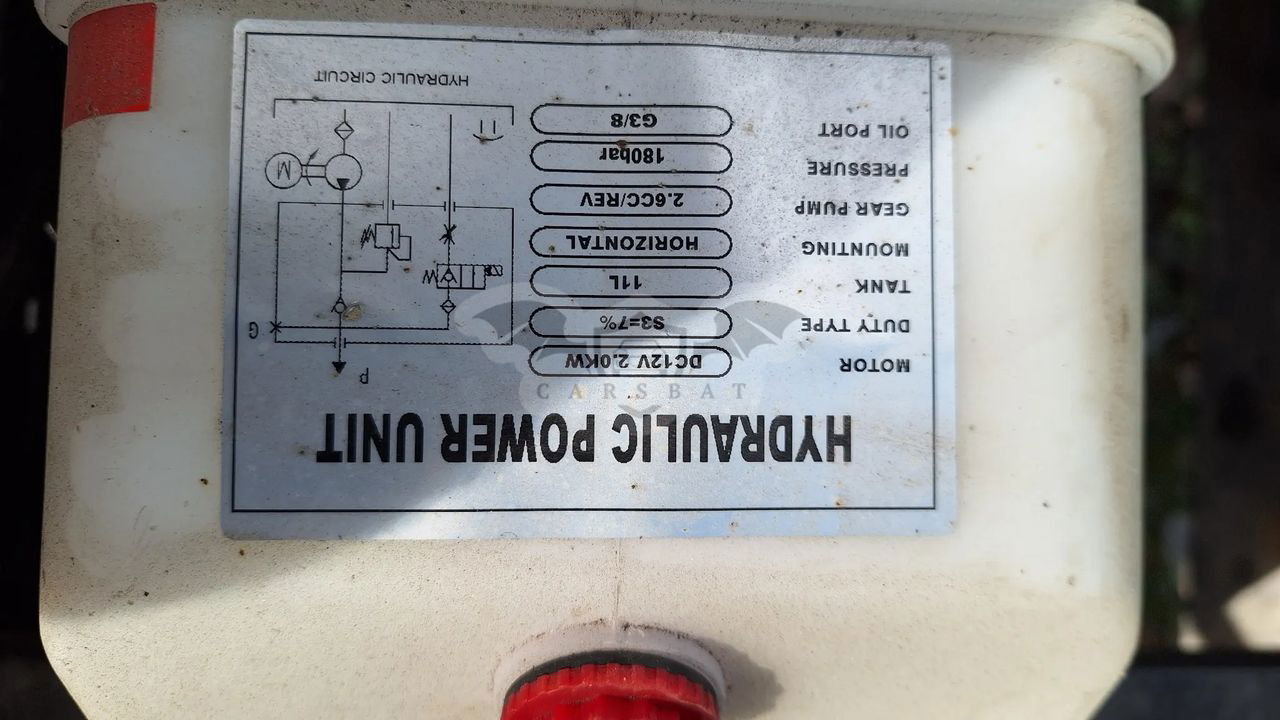 HYDRAULIC POWER UNIT
MOTOR DC12V 2.0KW
DUTY TYPE S3=7%
TANK 11L
MOUNTING HORIZONTAL
GEAR PUMP 2.6CC/REV
PRESSURE 180bar
OIL PORT G3/8
P
G
M
HYDRAULIC CIRCUIT
CARSBAT